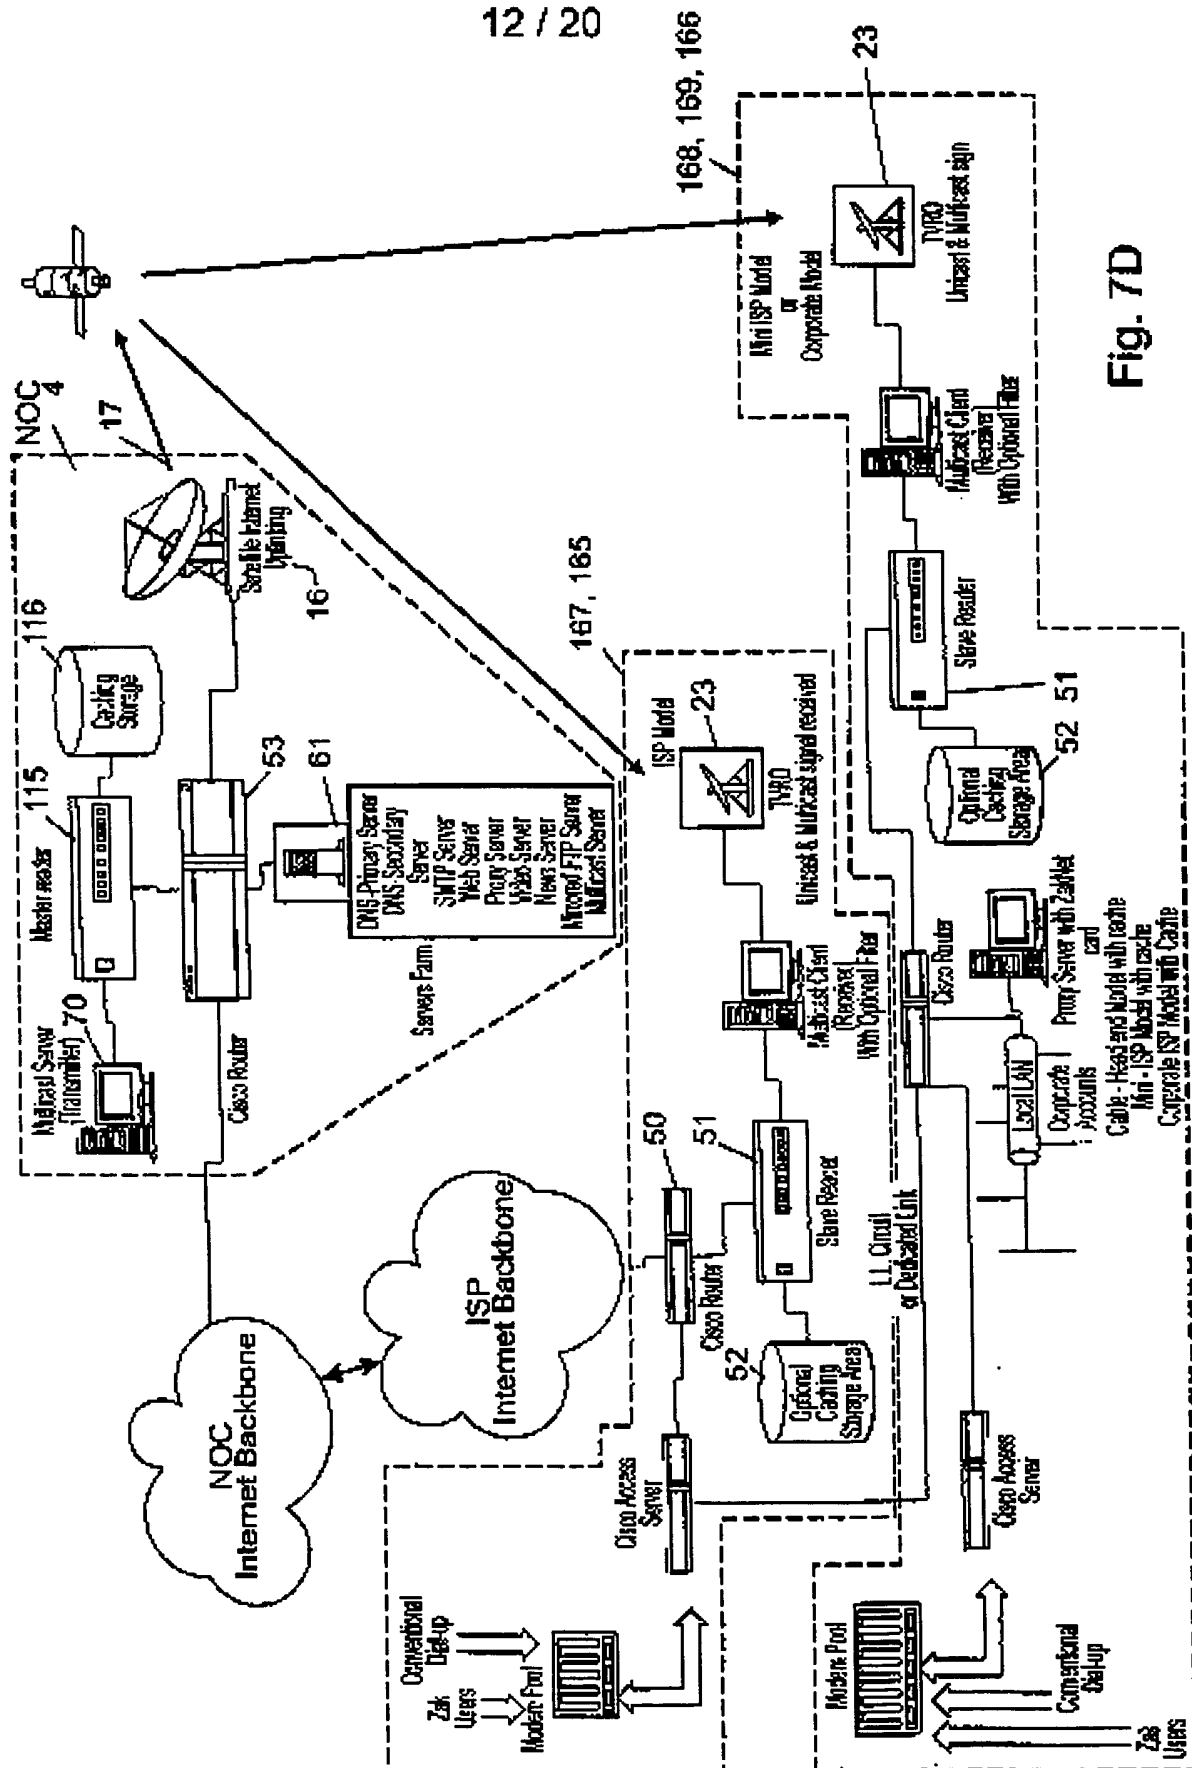 12 / 20
NOC
4
17
116
Caching
Storage
115
Master reader
Multicast Server
(Transmitter)
70
Satellite Internet
16
53
Cisco Router
61
DNS-Primary Server
DNS-Secondary
Server
SMTP Server
Web Server
Proxy Server
Video Server
News Server
Mirrored FTP Server
Multicast Server
Servers Farm
NOC
Internet Backbone
ISP
Internet Backbone
167, 165
ISP Model
23
TVRO
Unicast & Multicast signal received
Multicast Client
(Receiver)
With Optional Filter
50
Cisco Router
51
Slave Reader
52
Optional
Caching
Storage Area
Cisco Access
Server
Conventional
Dial-up
Zak
Users
Modem Pool
Circuit
or Dedicated Link
168, 169, 166
Mini ISP Model
or
Corporate Model
23
TVRO
Unicast & Multicast sign
Multicast Client
(Receiver)
With Optional Filter
Slave Reader
51
52
Optional
Caching
Storage Area
Cisco Router
Proxy Server with ZakNet
card
Local LAN
Corporate
Accounts
Cable - Head end Model with cache
Mini - ISP Model with cache
Corporate ISP Model with Cache
Cisco Access
Server
Modem Pool
Conventional
Dial-up
Zak
Users
Fig. 7D